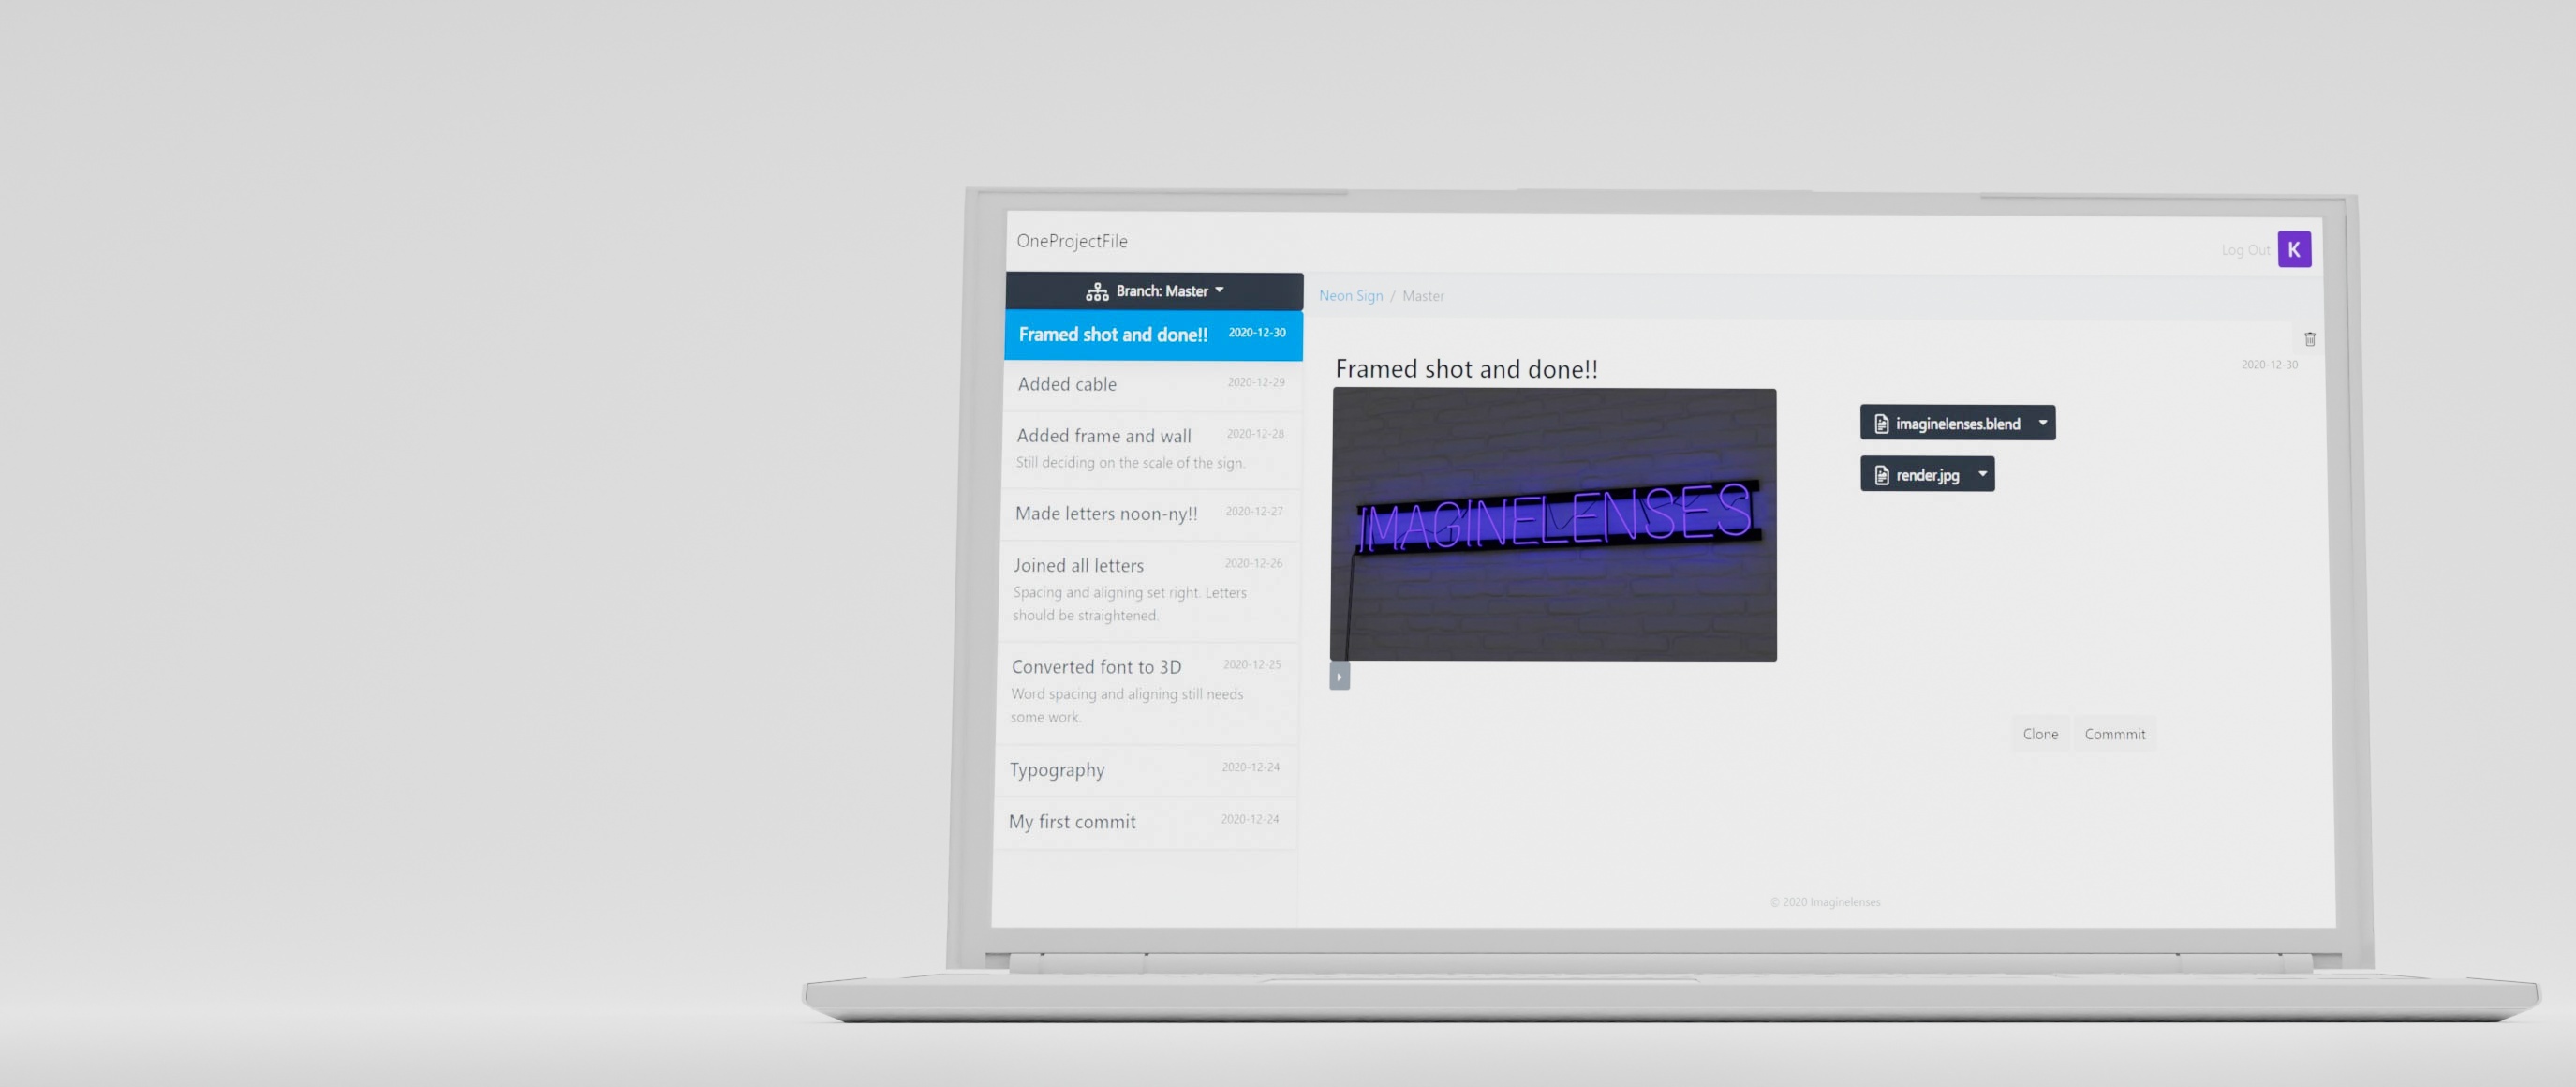 OneProjectFile
Log Out K
Branch: Master
Neon Sign / Master
Framed shot and done!! 2020-12-30
Added cable 2020-12-29
Added frame and wall 2020-12-28
Still deciding on the scale of the sign.
Made letters noon-ny!! 2020-12-27
Joined all letters 2020-12-26
Spacing and aligning set right. Letters
should be straightened.
Converted font to 3D 2020-12-25
Word spacing and aligning still needs
some work.
Typography 2020-12-24
My first commit 2020-12-24
Framed shot and done!!
2020-12-30
IMAGINELENSES
imaginelenses.blend
render.jpg
Clone Commmit
© 2020 Imaginelenses